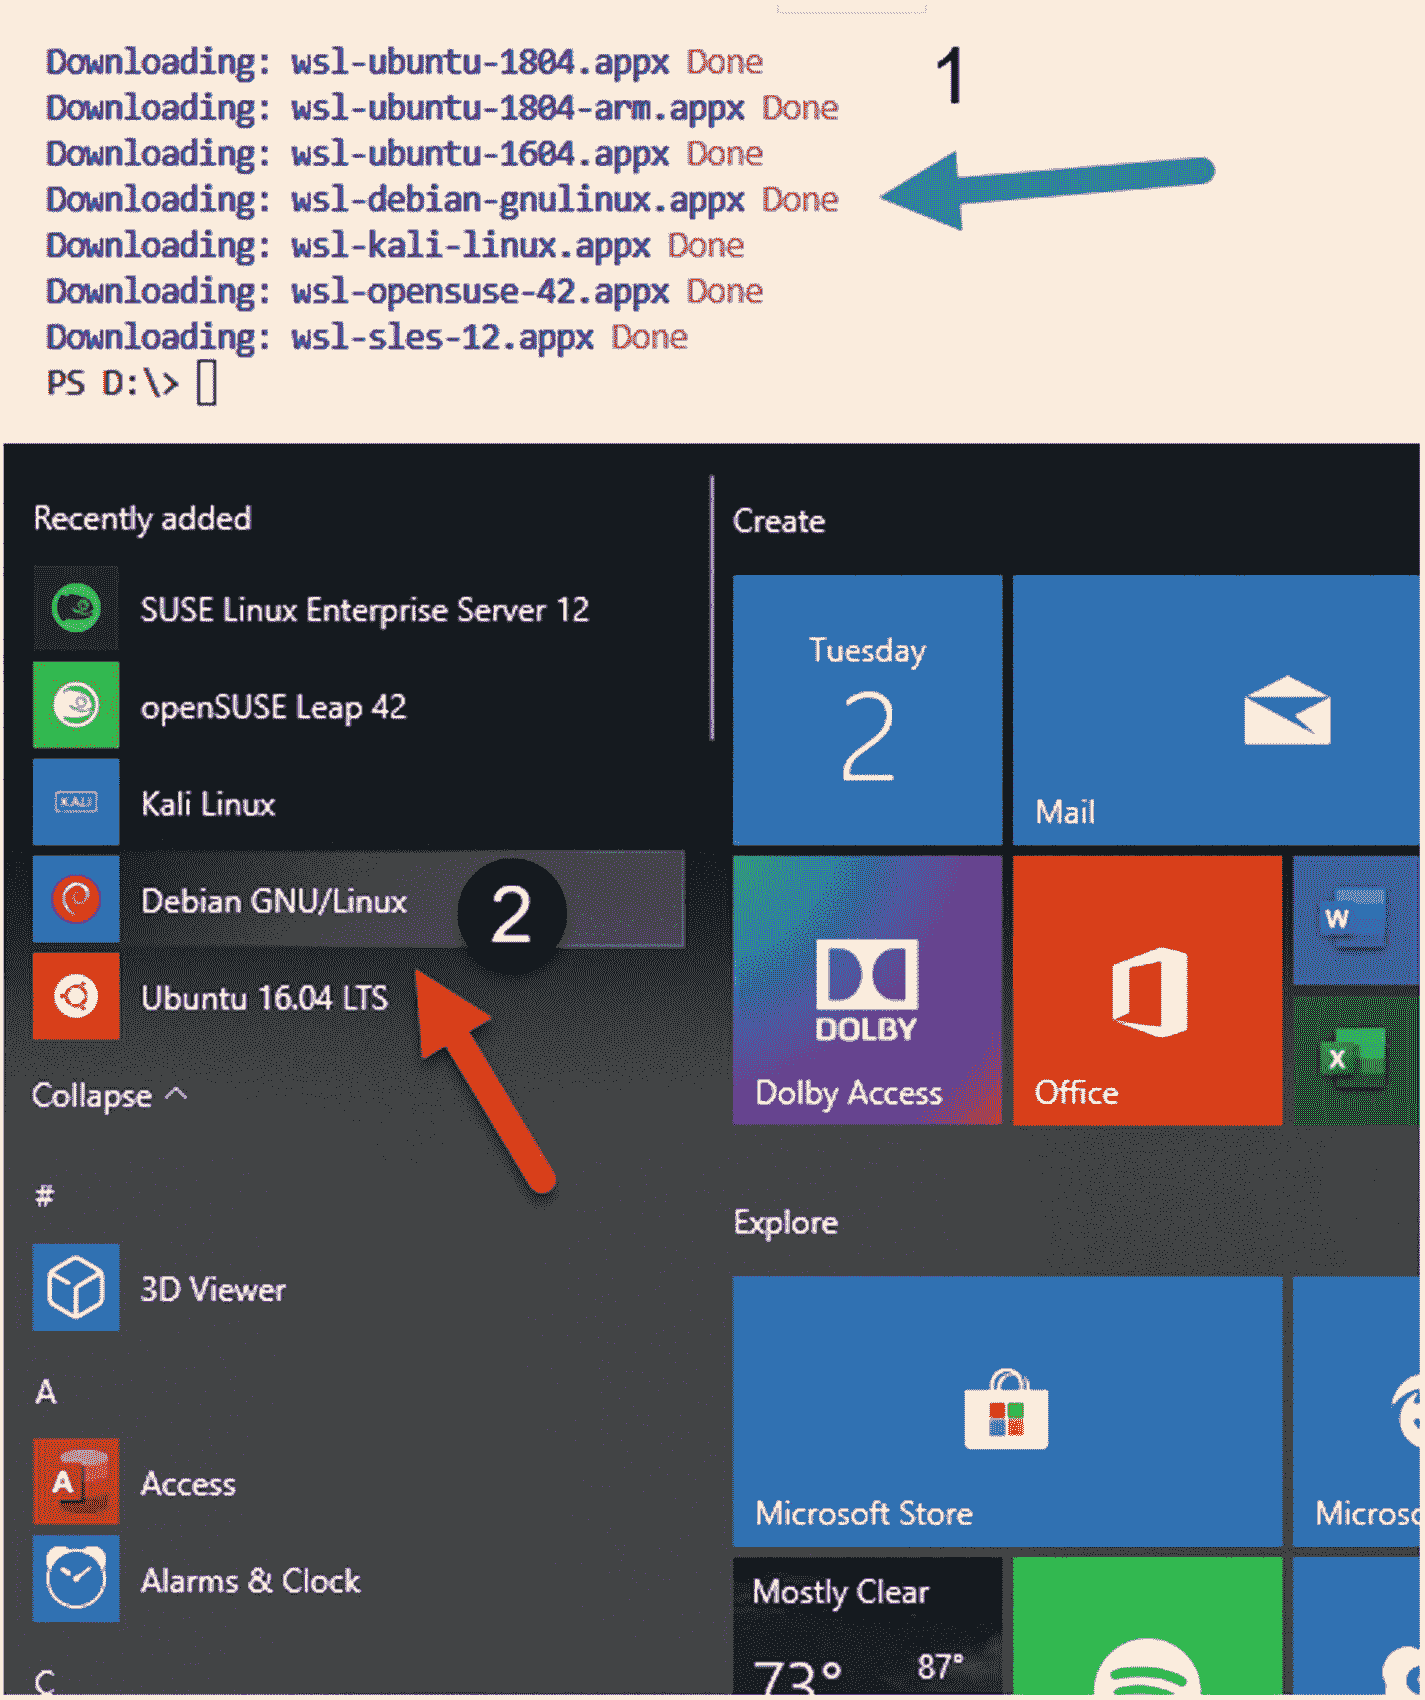 Downloading: wsl-ubuntu-1804.appx Done
Downloading: wsl-ubuntu-1804-arm.appx Done
Downloading: wsl-ubuntu-1604.appx Done
Downloading: wsl-debian-gnulinux.appx Done
Downloading: wsl-kali-linux.appx Done
Downloading: wsl-opensuse-42.appx Done
Downloading: wsl-sles-12.appx Done
PS D:\>
1
Recently added
SUSE Linux Enterprise Server 12
openSUSE Leap 42
KALI
Kali Linux
Debian GNU/Linux
2
Ubuntu 16.04 LTS
Collapse
#
3D Viewer
A
A
Access
Alarms & Clock
C
Create
Tuesday
2
Mail
DOLBY
Dolby Access
Office
W
X
Explore
Microsoft Store
Microso
Mostly Clear
73°
87°